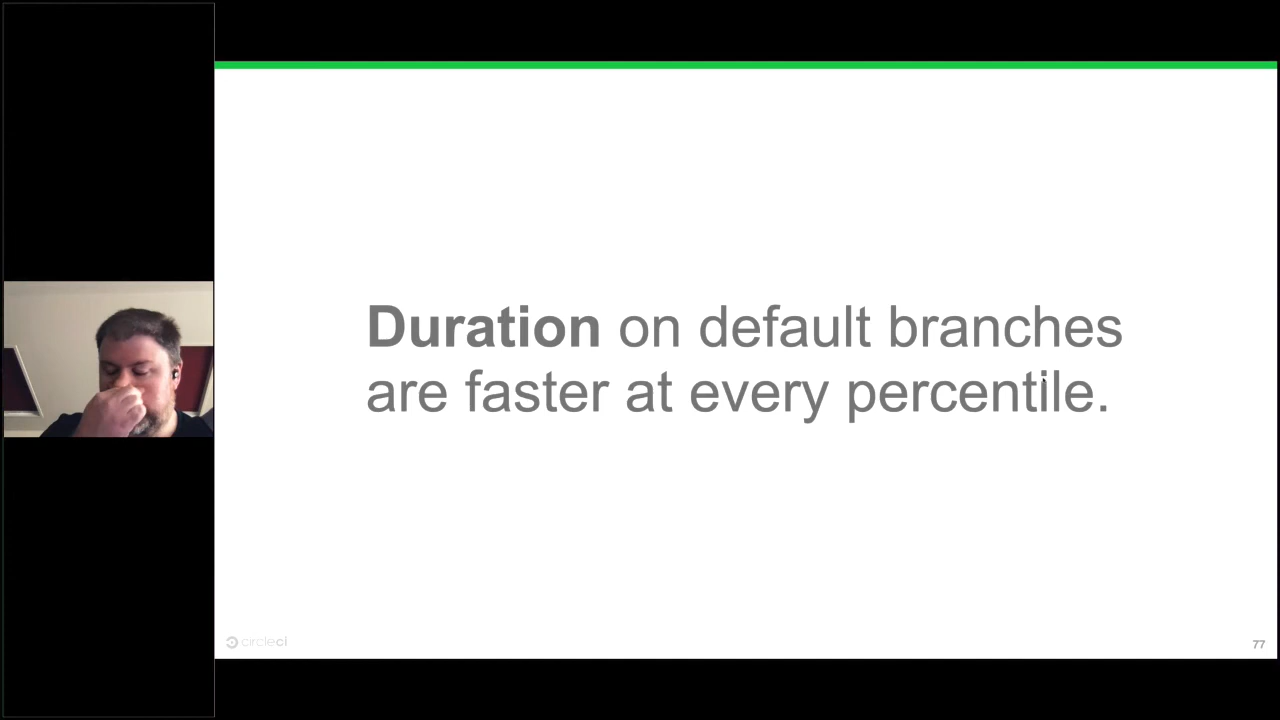 Duration on default branches
are faster at every percentile.
circleci
77